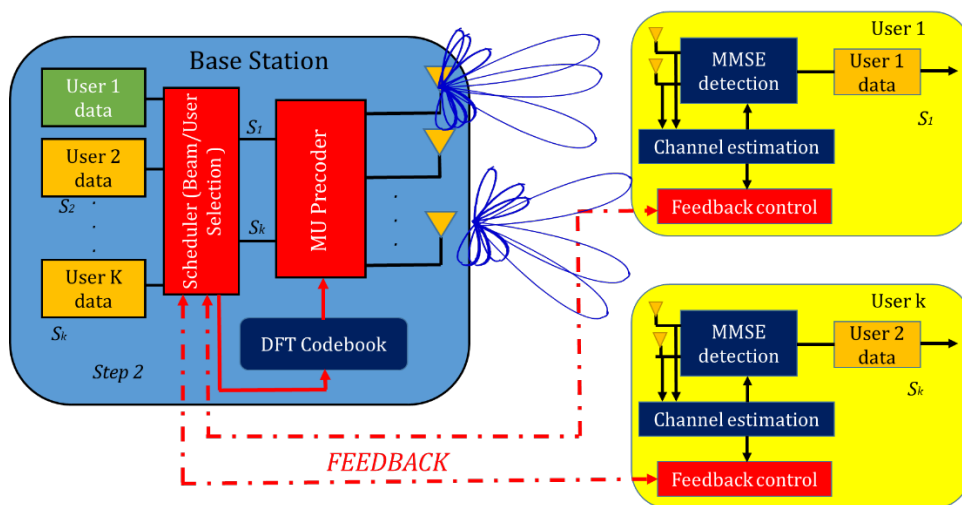 Base Station
User 1
data
User 2
data
S2
User K
data
Sk
Step 2
Scheduler (Beam/User
Selection )
S1
Sk
MU Precoder
DFT Codebook
FEEDBACK
User 1
MMSE
detection
User 1
data
S1
Channel estimation
Feedback control
User k
MMSE
detection
User 2
data
Sk
Channel estimation
Feedback control